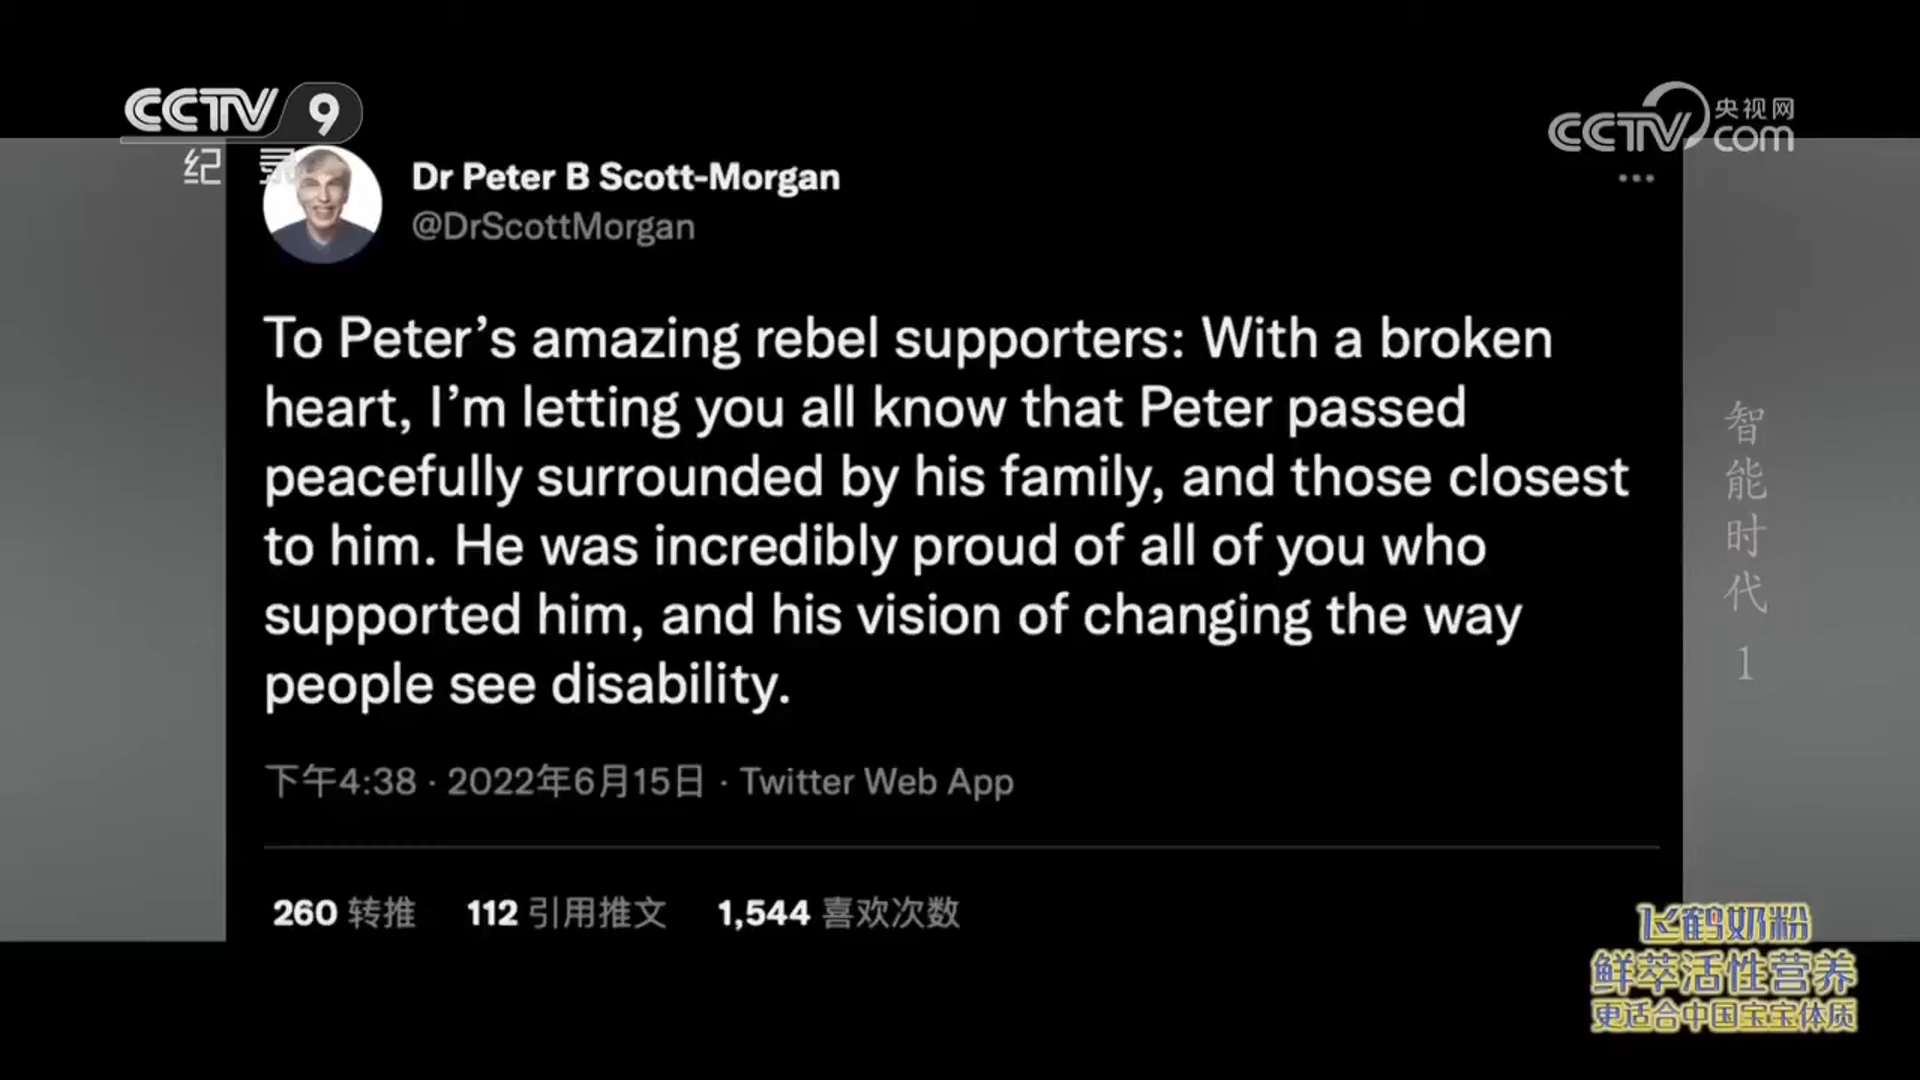 CCTV 9
纪录
央视网
CCTV com
Dr Peter B Scott-Morgan
@DrScottMorgan
To Peter’s amazing rebel supporters: With a broken
heart, I’m letting you all know that Peter passed
peacefully surrounded by his family, and those closest
to him. He was incredibly proud of all of you who
supported him, and his vision of changing the way
people see disability.
下午4:38 · 2022年6月15日 · Twitter Web App
260 转推 112 引用推文 1,544 喜欢次数
智能时代 1
飞鹤奶粉
鲜萃活性营养
更适合中国宝宝体质